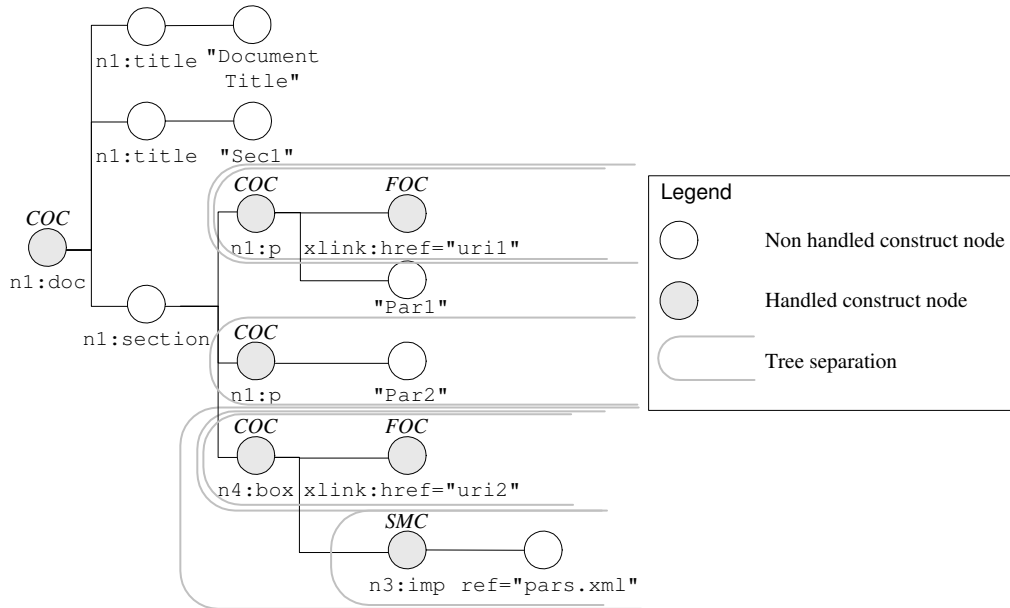 n1:title "Document
Title"
n1:title "Sec1"
COC FOC
n1:p xlink:href="uri1"
COC
n1:doc
"Par1"
n1:section
COC
n1:p "Par2"
COC FOC
n4:box xlink:href="uri2"
SMC
n3:imp ref="pars.xml"
Legend
Non handled construct node
Handled construct node
Tree separation